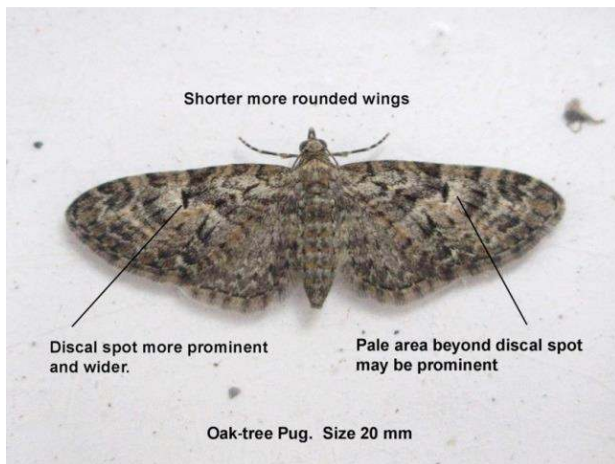 Shorter more rounded wings
Discal spot more prominent
and wider.
Pale area beyond discal spot
may be prominent
Oak-tree Pug.  Size 20 mm